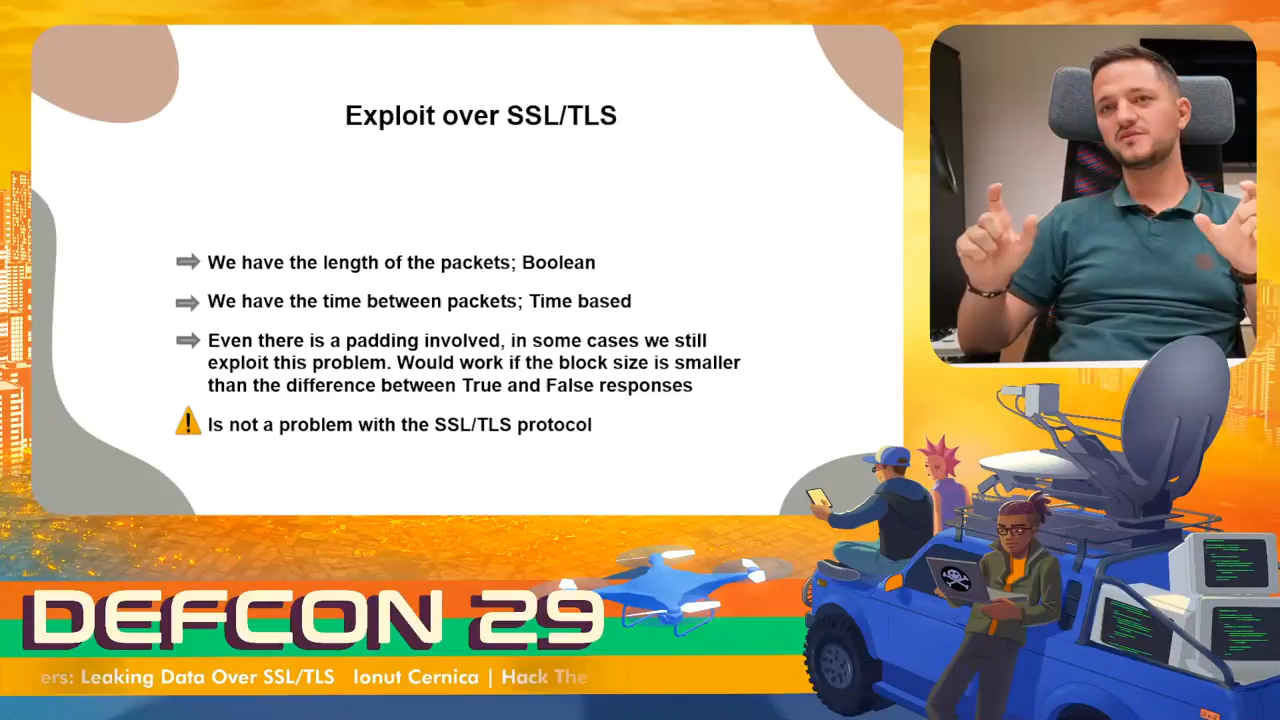 Exploit over SSL/TLS
We have the length of the packets; Boolean
We have the time between packets; Time based
Even there is a padding involved, in some cases we still
exploit this problem. Would work if the block size is smaller
than the difference between True and False responses
Is not a problem with the SSL/TLS protocol
DEFCON 29
ers: Leaking Data Over SSL/TLS Ionut Cernica | Hack The